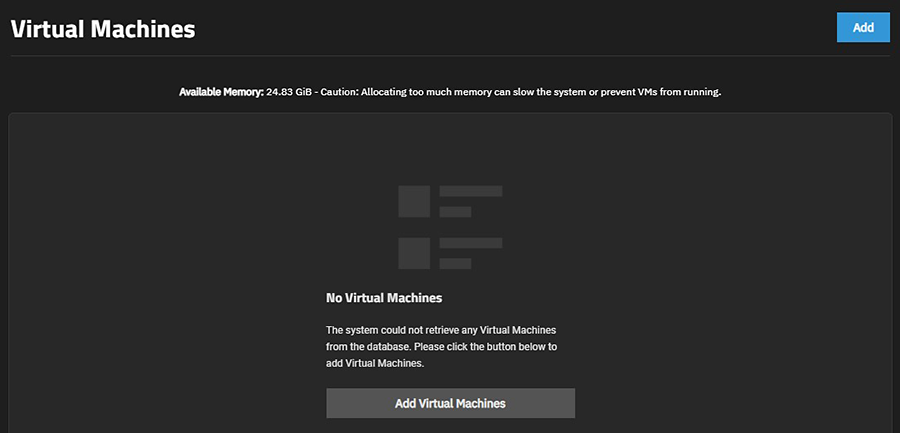 Virtual Machines
Add
Available Memory: 24.83 GiB - Caution: Allocating too much memory can slow the system or prevent VMs from running.
No Virtual Machines
The system could not retrieve any Virtual Machines
from the database. Please click the button below to
add Virtual Machines.
Add Virtual Machines